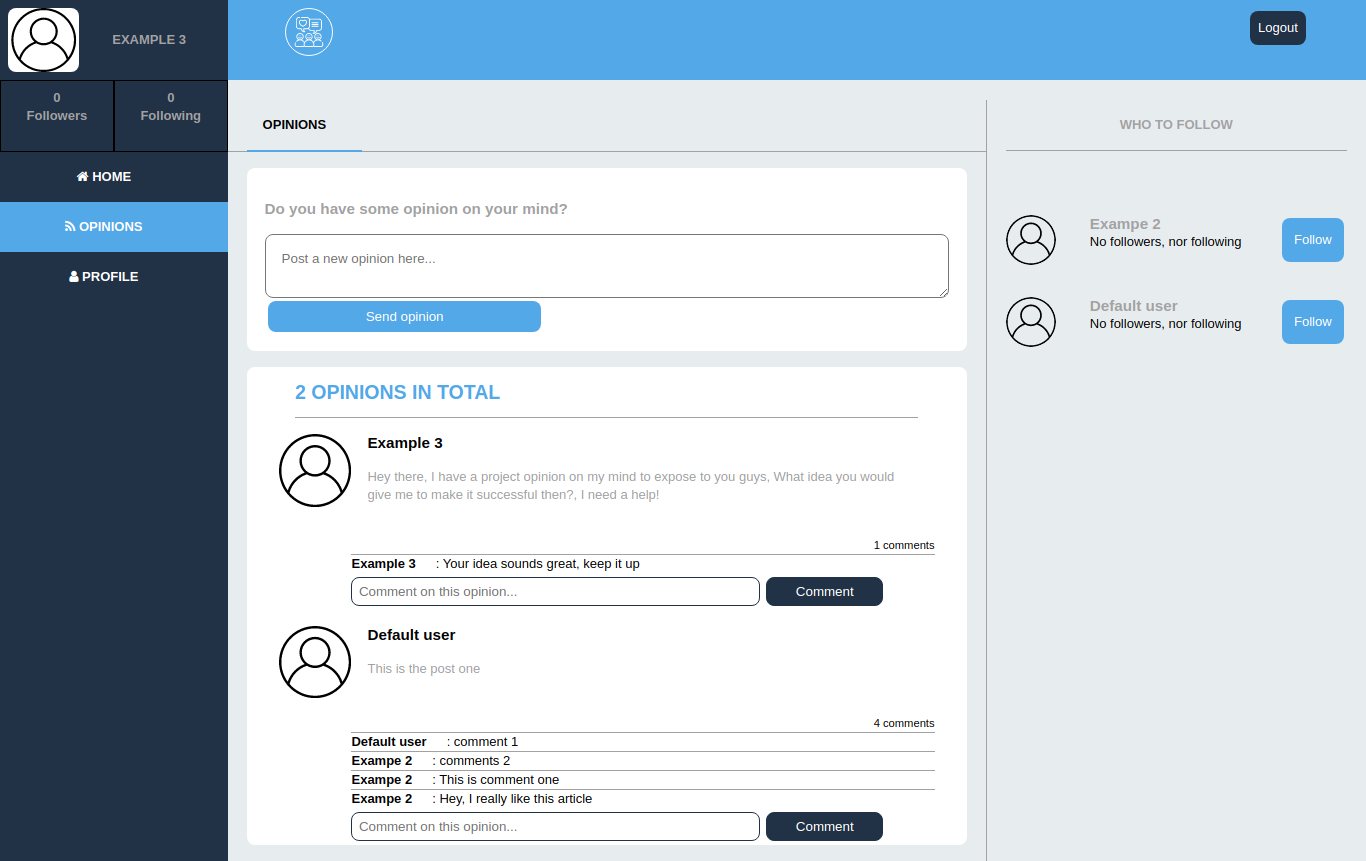 EXAMPLE 3
Logout
0
Followers
0
Following
HOME
OPINIONS
PROFILE
OPINIONS
Do you have some opinion on your mind?
Post a new opinion here...
Send opinion
2 OPINIONS IN TOTAL
Example 3
Hey there, I have a project opinion on my mind to expose to you guys, What idea you would
give me to make it successful then?, I need a help!
1 comments
Example 3 : Your idea sounds great, keep it up
Comment on this opinion...
Comment
Default user
This is the post one
4 comments
Default user : comment 1
Exampe 2 : comments 2
Exampe 2 : This is comment one
Exampe 2 : Hey, I really like this article
Comment on this opinion...
Comment
WHO TO FOLLOW
Exampe 2
No followers, nor following
Follow
Default user
No followers, nor following
Follow